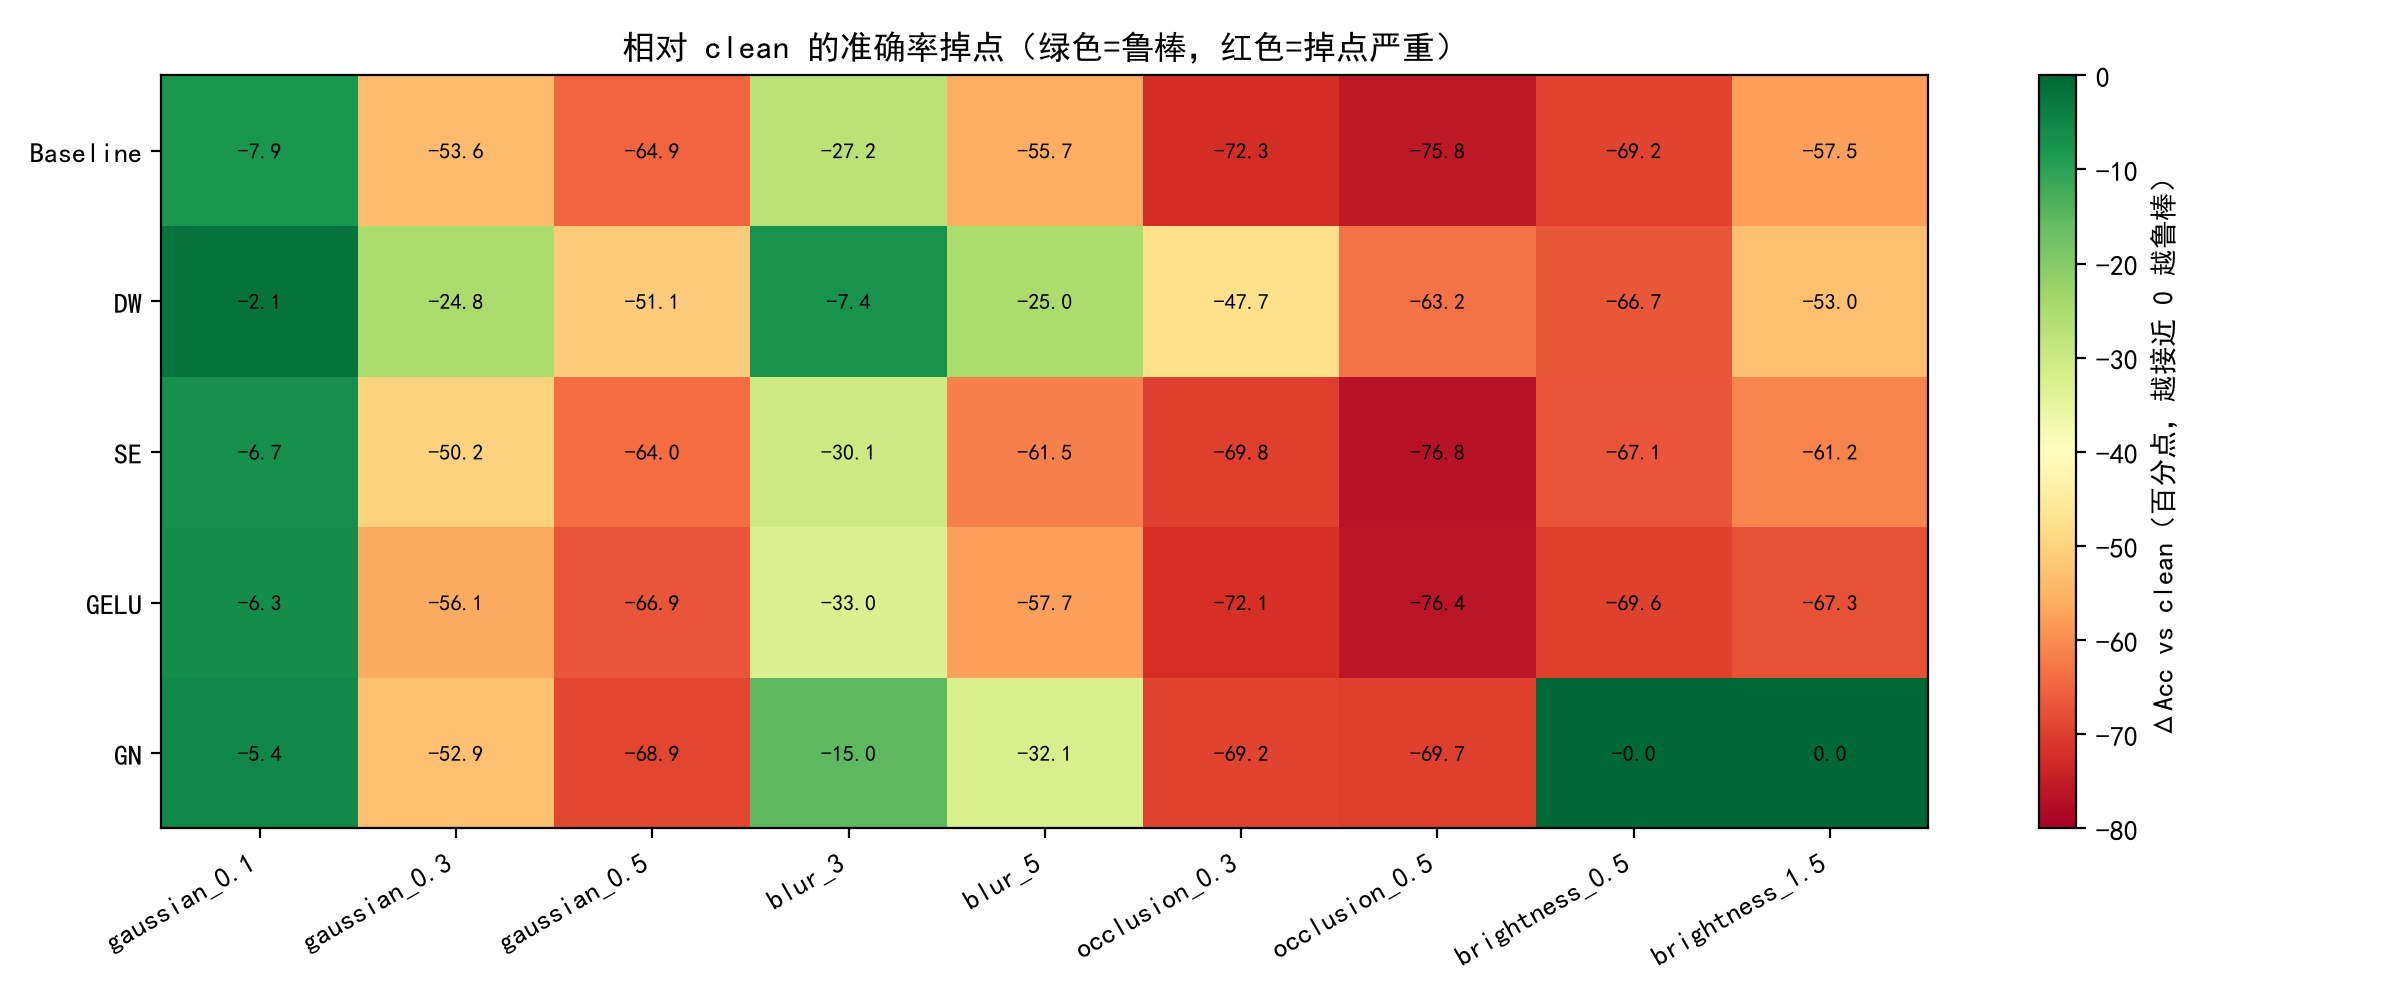 相对 clean 的准确率掉点（绿色=鲁棒，红色=掉点严重）
Baseline -7.9 -53.6 -64.9 -27.2 -55.7 -72.3 -75.8 -69.2 -57.5
DW -2.1 -24.8 -51.1 -7.4 -25.0 -47.7 -63.2 -66.7 -53.0
SE -6.7 -50.2 -64.0 -30.1 -61.5 -69.8 -76.8 -67.1 -61.2
GELU -6.3 -56.1 -66.9 -33.0 -57.7 -72.1 -76.4 -69.6 -67.3
GN -5.4 -52.9 -68.9 -15.0 -32.1 -69.2 -69.7 -0.0 0.0
gaussian_0.1 gaussian_0.3 gaussian_0.5 blur_3 blur_5 occlusion_0.3 occlusion_0.5 brightness_0.5 brightness_1.5
0
-10
-20
-30
-40
-50
-60
-70
-80
ΔAcc vs clean（百分点，越接近 0 越鲁棒）